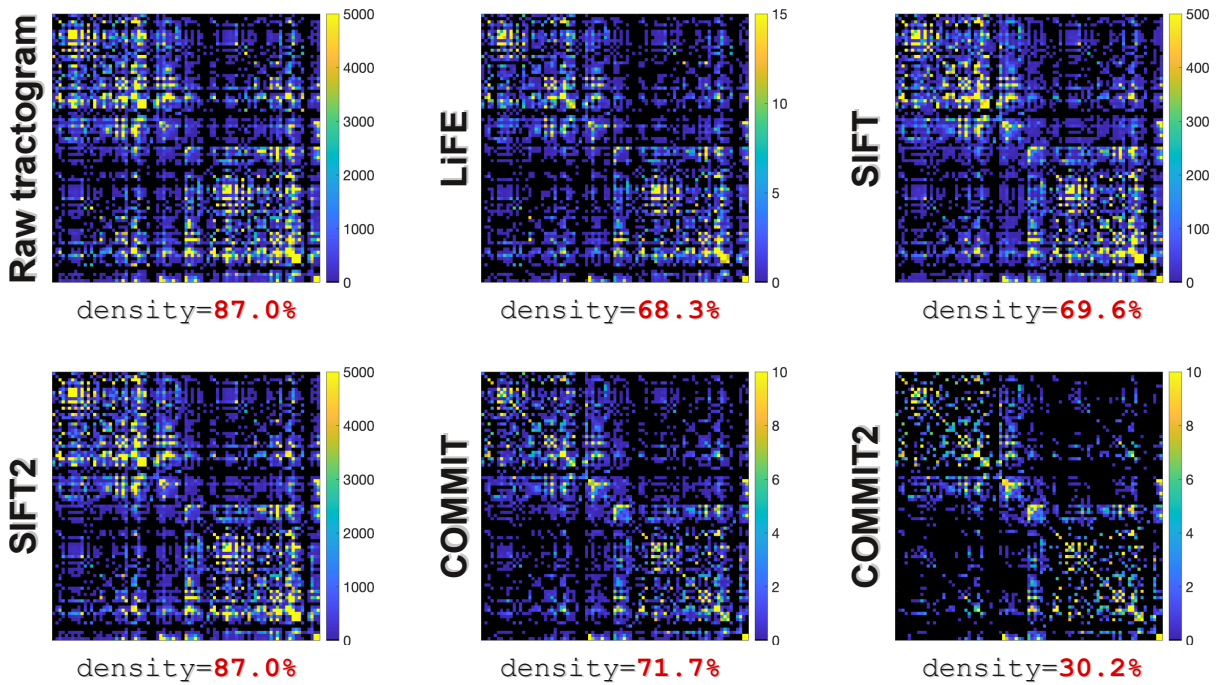 Raw tractogram
5000
4000
3000
2000
1000
0
density=87.0%
LiFE
15
10
5
0
density=68.3%
SIFT
500
400
300
200
100
0
density=69.6%
SIFT2
5000
4000
3000
2000
1000
0
density=87.0%
COMMIT
10
8
6
4
2
0
density=71.7%
COMMIT2
10
8
6
4
2
0
density=30.2%